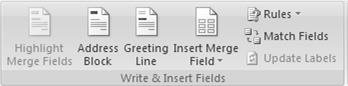 Highlight
Merge Fields
Address
Block
Greeting
Line
Insert Merge
Field
Rules
Match Fields
Update Labels
Write & Insert Fields